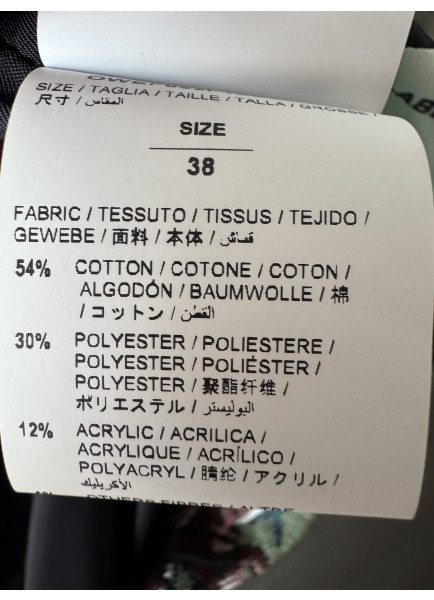 SIZE / TAGLIA / TAILLE / TALLA / GROSSE /
尺寸 / المقاس
SIZE
38
FABRIC / TESSUTO / TISSUS / TEJIDO /
GEWEBE / 面料 / 本体 / قماش
54% COTTON / COTONE / COTON /
ALGODÓN / BAUMWOLLE / 棉
/ コットン / القطن
30% POLYESTER / POLIESTERE /
POLYESTER / POLIÉSTER /
POLYESTER / 聚酯纤维 /
ポリエステル / البوليستر
12% ACRYLIC / ACRILICA /
ACRYLIQUE / ACRÍLICO /
POLYACRYL / 腈纶 / アクリル /
الأكريليك